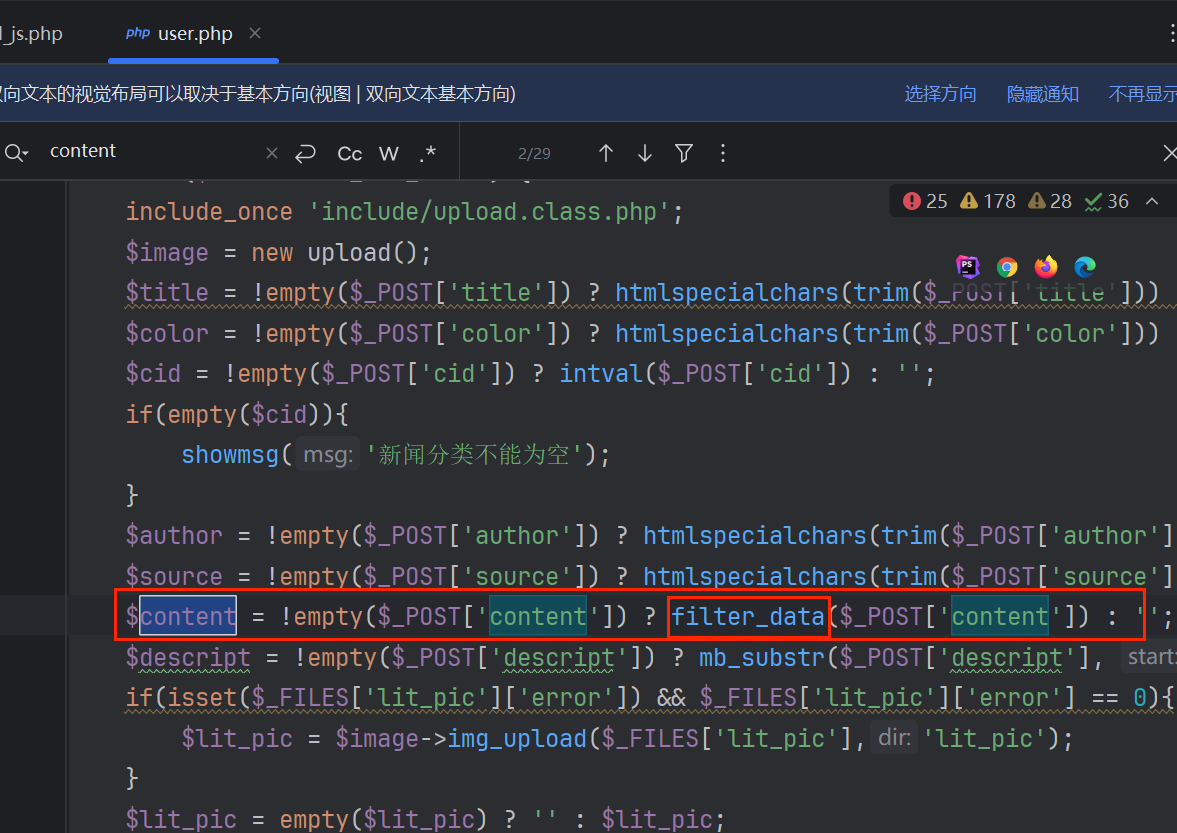 _js.php
php user.php
向文本的视觉布局可以取决于基本方向(视图 | 双向文本基本方向) 选择方向 隐藏通知 不再显示
content Cc W .* 2/29
25 178 28 36
include_once 'include/upload.class.php';
$image = new upload();
PS
$title = !empty($_POST['title']) ? htmlspecialchars(trim($_POST['title']))
$color = !empty($_POST['color']) ? htmlspecialchars(trim($_POST['color']))
$cid = !empty($_POST['cid']) ? intval($_POST['cid']) : '';
if(empty($cid)){
showmsg( msg: '新闻分类不能为空');
}
$author = !empty($_POST['author']) ? htmlspecialchars(trim($_POST['author']
$source = !empty($_POST['source']) ? htmlspecialchars(trim($_POST['source']
$content = !empty($_POST['content']) ? filter_data($_POST['content']) : '';
$descript = !empty($_POST['descript']) ? mb_substr($_POST['descript'], start:
if(isset($_FILES['lit_pic']['error']) && $_FILES['lit_pic']['error'] == 0){
$lit_pic = $image->img_upload($_FILES['lit_pic'], dir: 'lit_pic');
}
$lit_pic = empty($lit_pic) ? '' : $lit_pic;